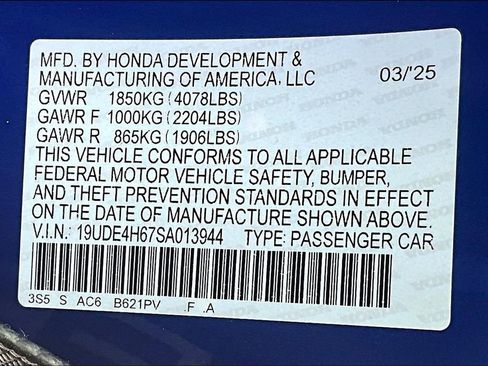 MFD. BY HONDA DEVELOPMENT &
MANUFACTURING OF AMERICA, LLC 03/'25
GVWR 1850KG (4078LBS)
GAWR F 1000KG (2204LBS)
GAWR R 865KG (1906LBS)
THIS VEHICLE CONFORMS TO ALL APPLICABLE
FEDERAL MOTOR VEHICLE SAFETY, BUMPER,
AND THEFT PREVENTION STANDARDS IN EFFECT
ON THE DATE OF MANUFACTURE SHOWN ABOVE.
V.I.N.: 19UDE4H67SA013944 TYPE: PASSENGER CAR
3S5 S AC6 B621PV .F .A